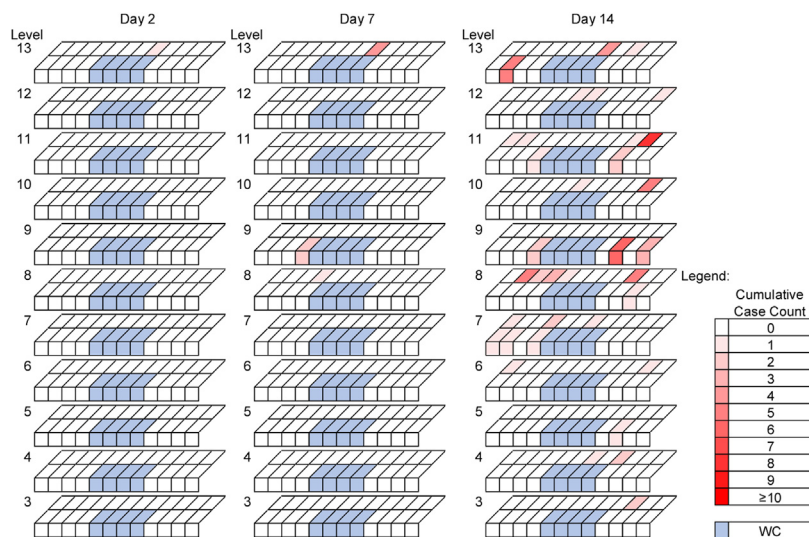 Day 2 Day 7 Day 14
Level Level Level
13 13 13
12 12 12
11 11 11
10 10 10
9 9 9
8 8 8
Legend:
Cumulative
Case Count
7 7 7
0
1
6 6 6
2
3
5 5 5
4
5
4 4 4
6
7
8
3 3 3
9
≥10
WC